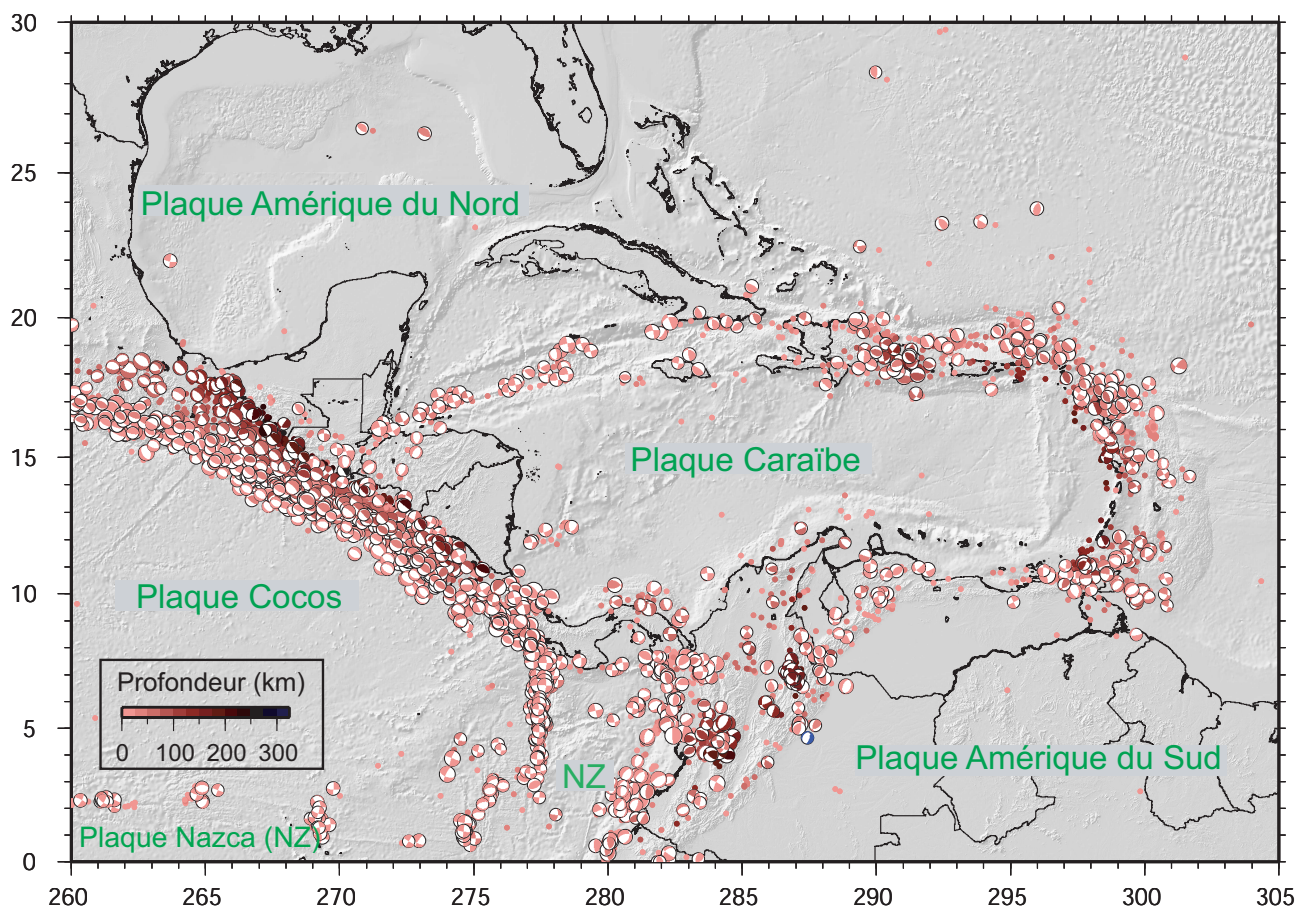 30
25
20
15
10
5
0
Plaque Amérique du Nord
Plaque Caraïbe
Plaque Cocos
Profondeur (km)
0 100 200 300
NZ
Plaque Amérique du Sud
Plaque Nazca (NZ)
260 265 270 275 280 285 290 295 300 305